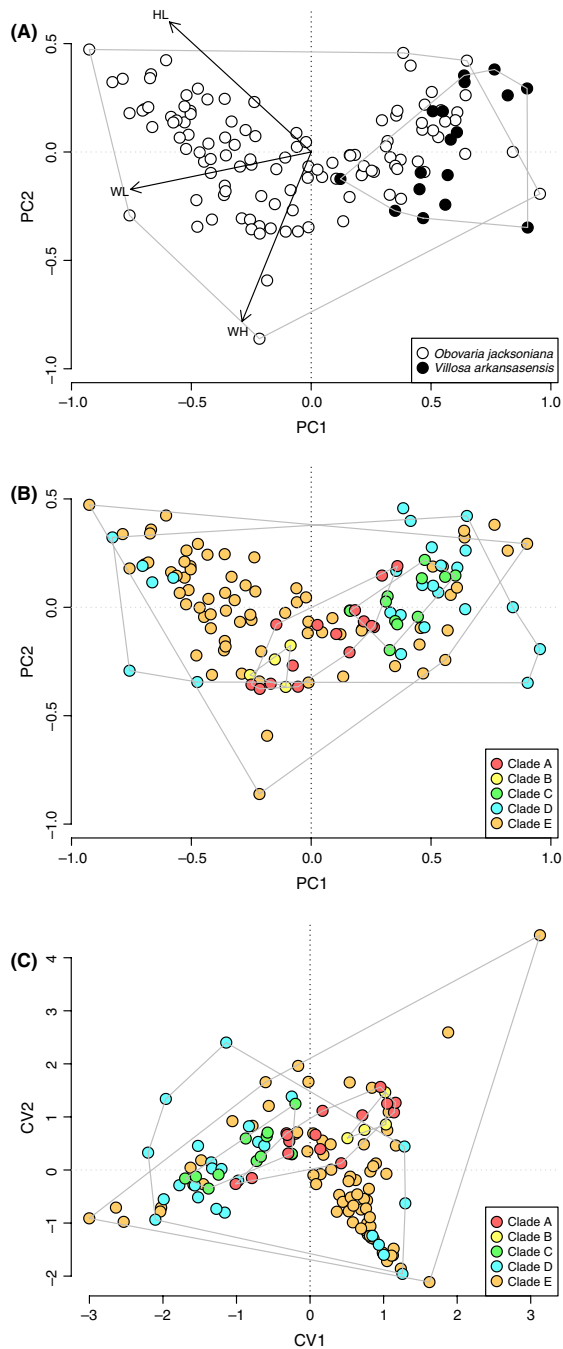 (A)
HL
WL
WH
0.5
0.0
−0.5
−1.0
PC2
Obovaria jacksoniana
Villosa arkansasensis
−1.0
−0.5
0.0
0.5
1.0
PC1
(B)
0.5
0.0
−0.5
−1.0
PC2
Clade A
Clade B
Clade C
Clade D
Clade E
−1.0
−0.5
0.0
0.5
1.0
PC1
(C)
4
3
2
1
0
−1
−2
CV2
Clade A
Clade B
Clade C
Clade D
Clade E
−3
−2
−1
0
1
2
3
CV1